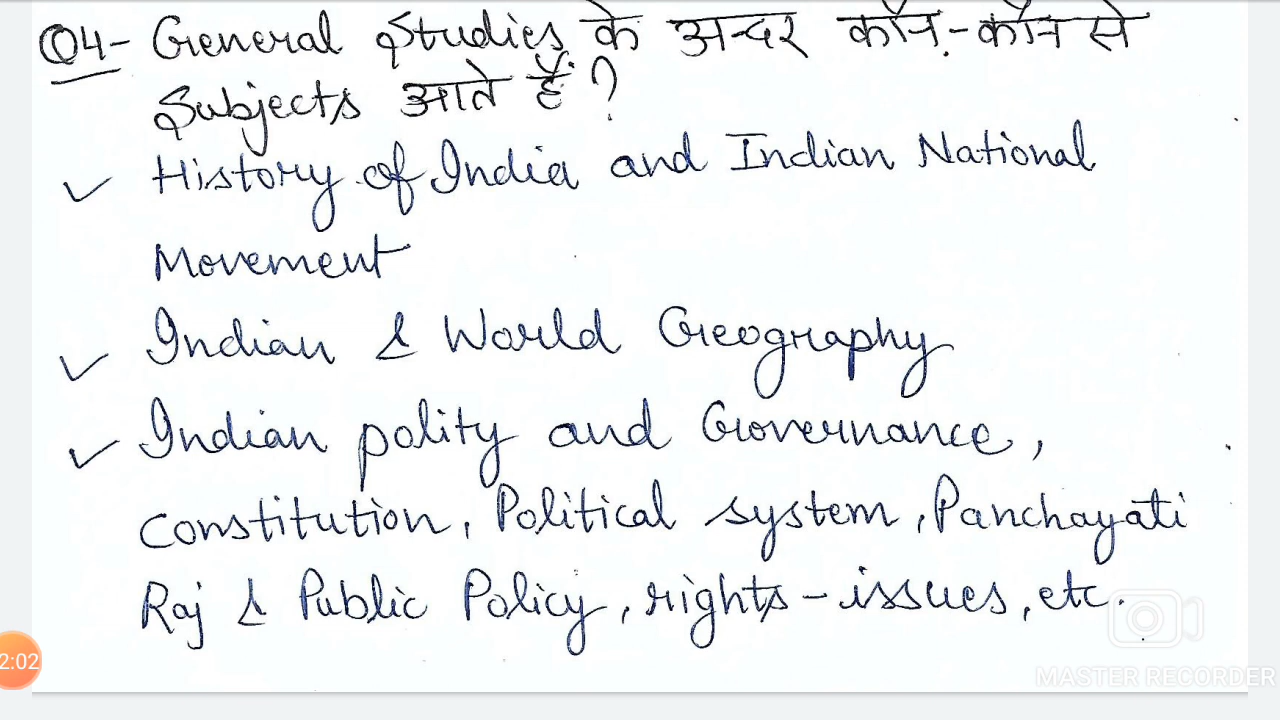 Q4- General Studies के अन्दर कौन-कौन से
Subjects आते हैं?
✓ History of India and Indian National
Movement
✓ Indian & World Geography
✓ Indian polity and Governance,
Constitution, Political system, Panchayati
Raj & Public Policy, rights-issues, etc.
2:02
MASTER RECORDER